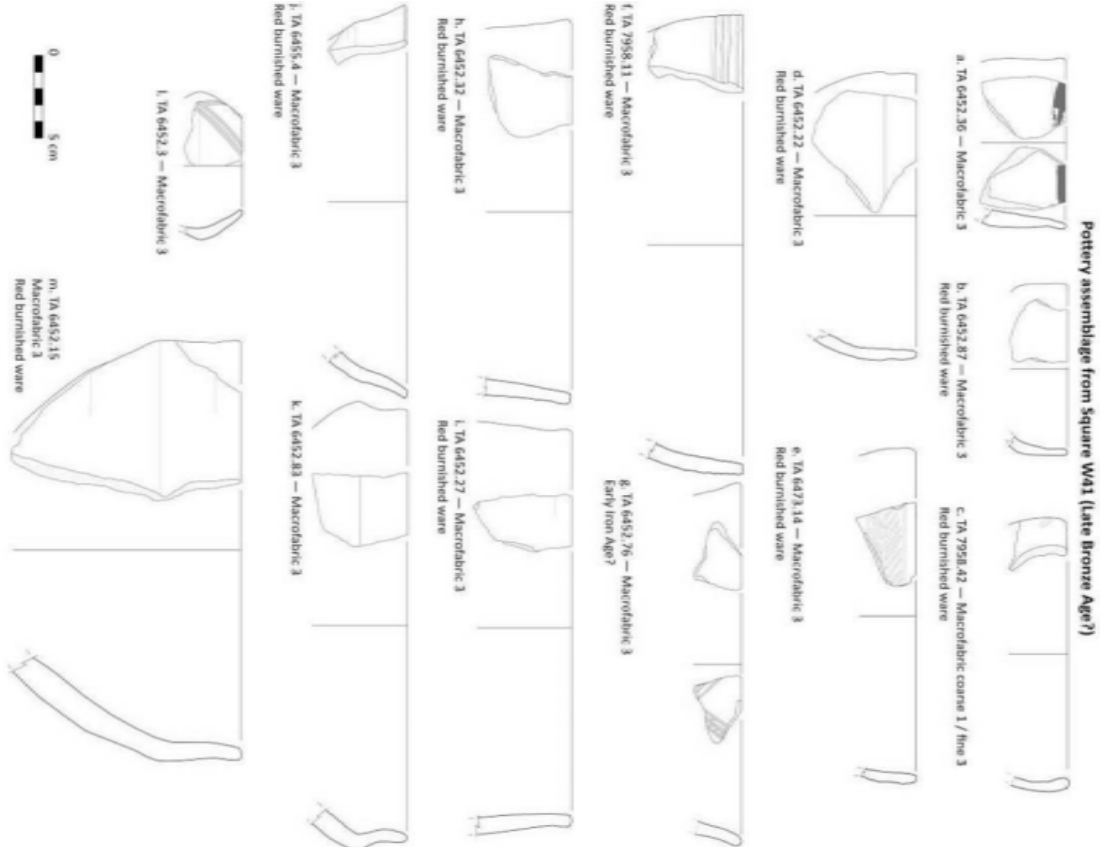 Pottery assemblage from Square W41 (Late Bronze Age?)
a. TA 6452.36 — Macrofabric 3
b. TA 6452.87 — Macrofabric 3
Red burnished ware
c. TA 7958.42 — Macrofabric coarse 1 / fine 3
Red burnished ware
d. TA 6452.22 — Macrofabric 3
Red burnished ware
e. TA 6473.14 — Macrofabric 3
Red burnished ware
f. TA 7958.11 — Macrofabric 3
Red burnished ware
g. TA 6452.76 — Macrofabric 3
Early Iron Age?
h. TA 6452.32 — Macrofabric 3
Red burnished ware
i. TA 6452.27 — Macrofabric 3
Red burnished ware
j. TA 6455.4 — Macrofabric 3
Red burnished ware
k. TA 6452.83 — Macrofabric 3
l. TA 6452.3 — Macrofabric 3
m. TA 6452.15
Macrofabric 3
Red burnished ware
0 5 cm